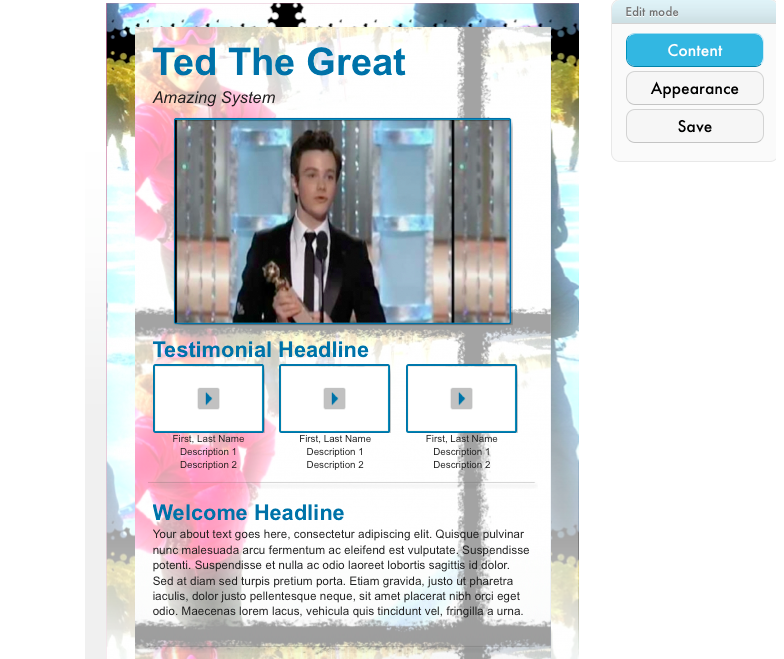 Edit mode
Content
Appearance
Save
Ted The Great
Amazing System
Testimonial Headline
First, Last Name
Description 1
Description 2
First, Last Name
Description 1
Description 2
First, Last Name
Description 1
Description 2
Welcome Headline
Your about text goes here, consectetur adipiscing elit. Quisque pulvinar
nunc malesuada arcu fermentum ac eleifend est vulputate. Suspendisse
potenti. Suspendisse et nulla ac odio laoreet lobortis sagittis id dolor.
Sed at diam sed turpis pretium porta. Etiam gravida, justo ut pharetra
iaculis, dolor justo pellentesque neque, sit amet placerat nibh orci eget
odio. Maecenas lorem lacus, vehicula quis tincidunt vel, fringilla a urna.